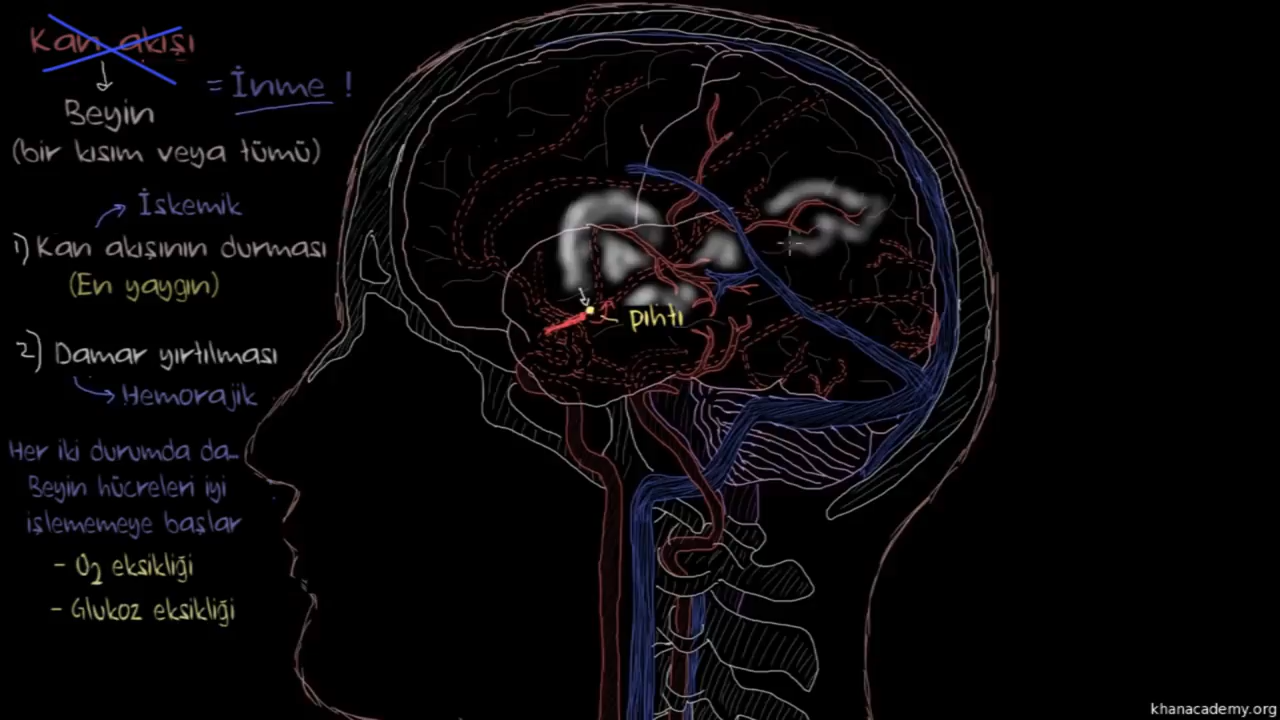 Kan akışı
= İnme !
Beyin
(bir kısım veya tümü)
İskemik
1) Kan akışının durması
(En yaygın)
2) Damar yırtılması
Hemorajik
Her iki durumda da...
Beyin hücreleri iyi
işlememeye başlar
- O2 eksikliği
- Glukoz eksikliği
pıhtı
khanacademy.org